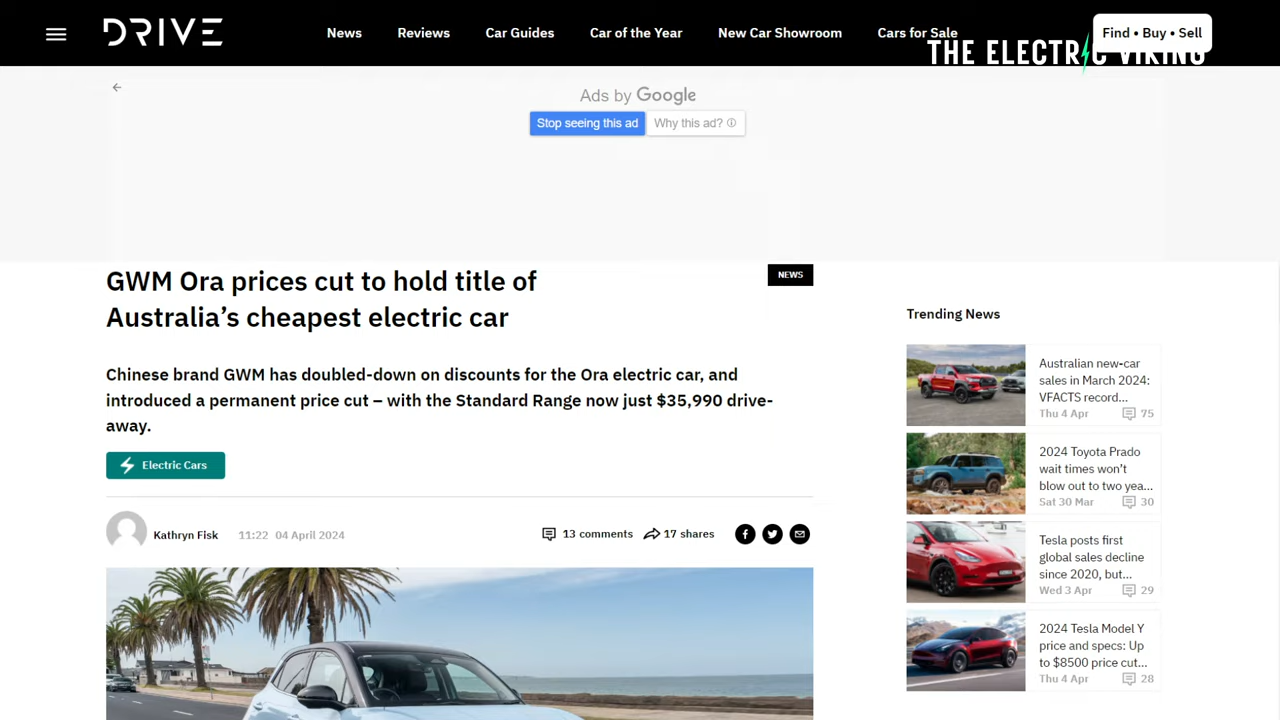 DRIVE
News
Reviews
Car Guides
Car of the Year
New Car Showroom
Cars for Sale
Find • Buy • Sell
THE ELECTRIC VIKING
Ads by Google
Stop seeing this ad
Why this ad?
GWM Ora prices cut to hold title of
Australia's cheapest electric car
NEWS
Chinese brand GWM has doubled-down on discounts for the Ora electric car, and
introduced a permanent price cut – with the Standard Range now just $35,990 drive-
away.
Electric Cars
Kathryn Fisk
11:22 04 April 2024
13 comments
17 shares
Trending News
Australian new-car
sales in March 2024:
VFACTS record...
Thu 4 Apr
75
2024 Toyota Prado
wait times won't
blow out to two yea...
Sat 30 Mar
30
Tesla posts first
global sales decline
since 2020, but...
Wed 3 Apr
29
2024 Tesla Model Y
price and specs: Up
to $8500 price cut...
Thu 4 Apr
28